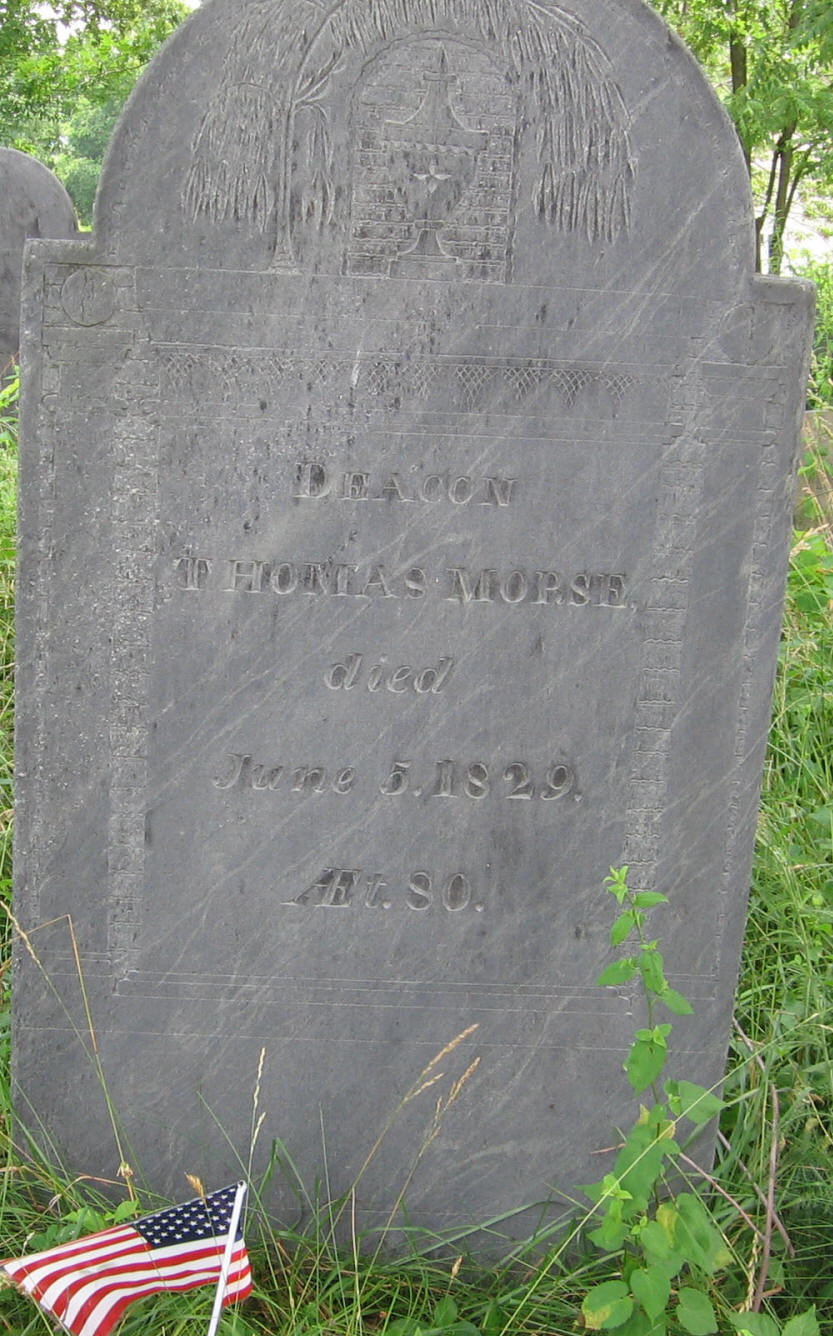 DEACON
THOMAS MORSE,
died
June 5. 1829.
Æt. 80.